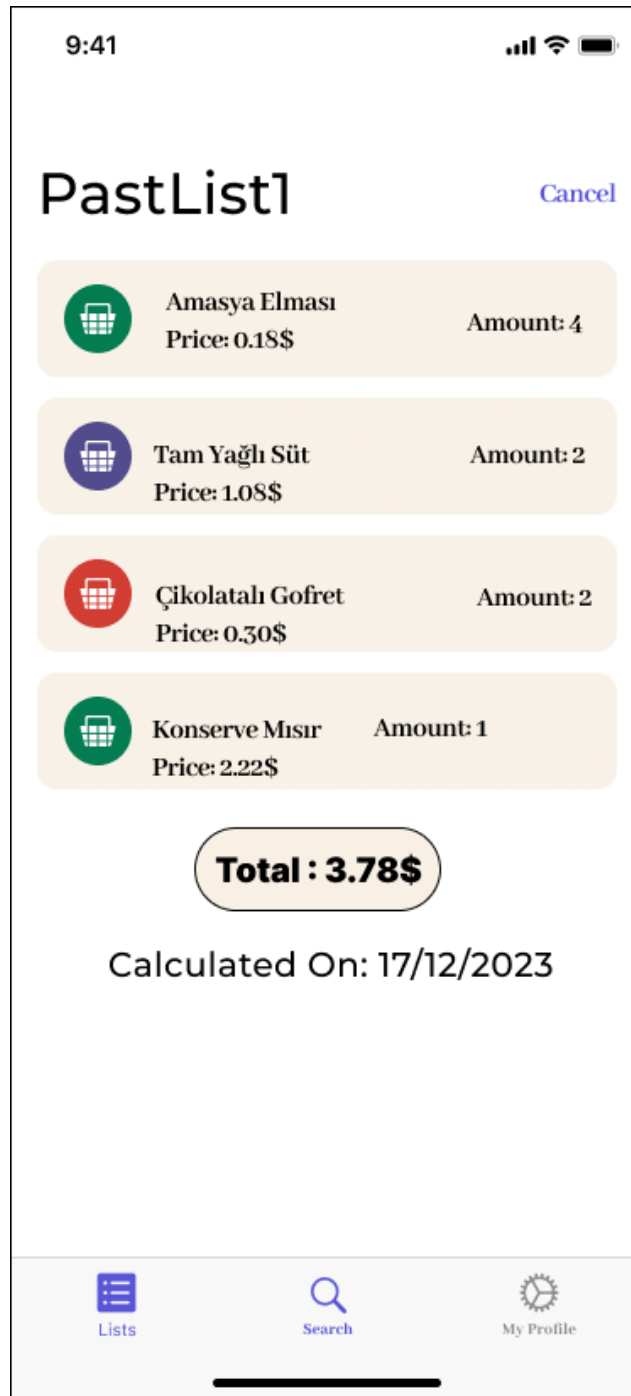 9:41
PastList1
Cancel
Amasya Elması
Price: 0.18$
Amount: 4
Tam Yağlı Süt
Price: 1.08$
Amount: 2
Çikolatalı Gofret
Price: 0.30$
Amount: 2
Konserve Mısır
Price: 2.22$
Amount: 1
Total : 3.78$
Calculated On: 17/12/2023
Lists
Search
My Profile